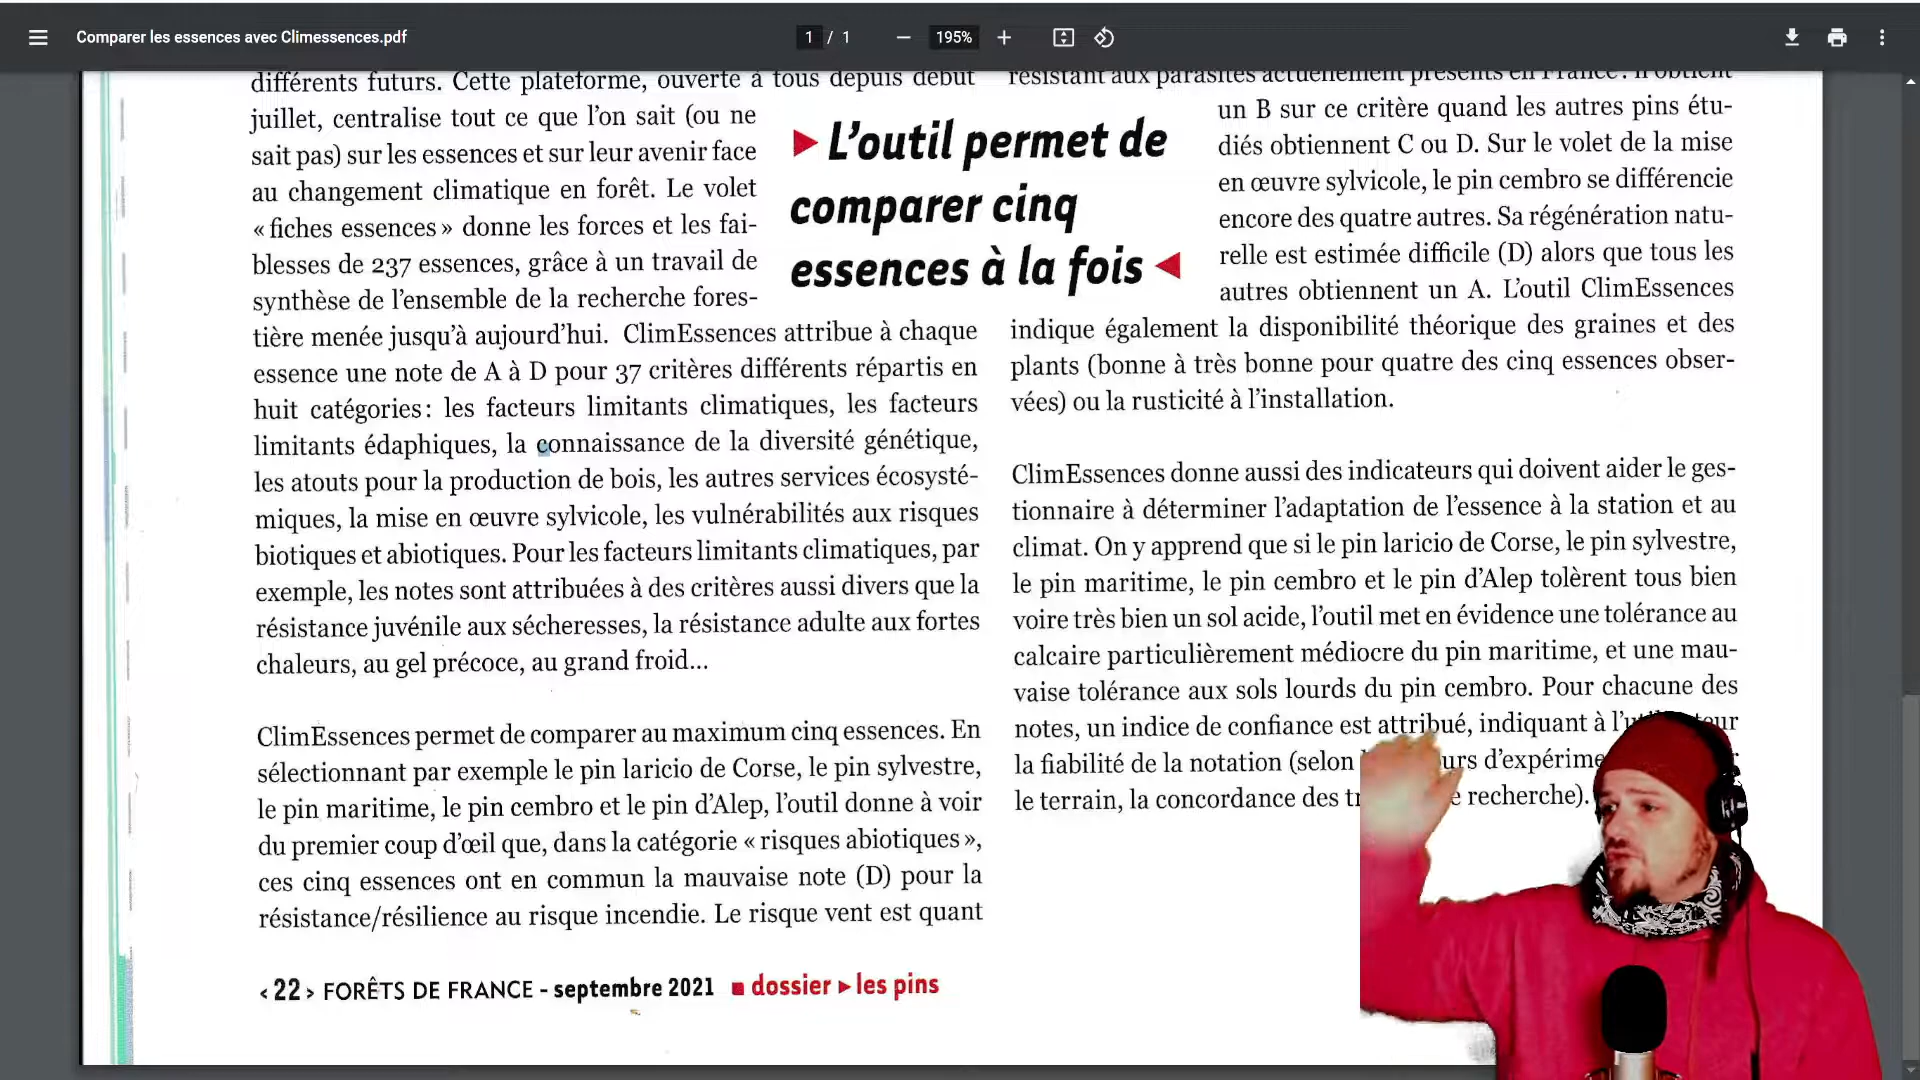 Comparer les essences avec Climessences.pdf
1 / 1
195%
différents futurs. Cette plateforme, ouverte à tous depuis début
juillet, centralise tout ce que l'on sait (ou ne
sait pas) sur les essences et sur leur avenir face
au changement climatique en forêt. Le volet
« fiches essences » donne les forces et les fai-
blesses de 237 essences, grâce à un travail de
synthèse de l'ensemble de la recherche fores-
tière menée jusqu'à aujourd'hui. ClimEssences attribue à chaque
essence une note de A à D pour 37 critères différents répartis en
huit catégories : les facteurs limitants climatiques, les facteurs
limitants édaphiques, la connaissance de la diversité génétique,
les atouts pour la production de bois, les autres services écosysté-
miques, la mise en œuvre sylvicole, les vulnérabilités aux risques
biotiques et abiotiques. Pour les facteurs limitants climatiques, par
exemple, les notes sont attribuées à des critères aussi divers que la
résistance juvénile aux sécheresses, la résistance adulte aux fortes
chaleurs, au gel précoce, au grand froid...
ClimEssences permet de comparer au maximum cinq essences. En
sélectionnant par exemple le pin laricio de Corse, le pin sylvestre,
le pin maritime, le pin cembro et le pin d'Alep, l'outil donne à voir
du premier coup d'œil que, dans la catégorie « risques abiotiques »,
ces cinq essences ont en commun la mauvaise note (D) pour la
résistance/résilience au risque incendie. Le risque vent est quant
▶ L'outil permet de
comparer cinq
essences à la fois ◀
résistant aux parasites actuellement présents en France : il obtient
un B sur ce critère quand les autres pins étu-
diés obtiennent C ou D. Sur le volet de la mise
en œuvre sylvicole, le pin cembro se différencie
encore des quatre autres. Sa régénération natu-
relle est estimée difficile (D) alors que tous les
autres obtiennent un A. L'outil ClimEssences
indique également la disponibilité théorique des graines et des
plants (bonne à très bonne pour quatre des cinq essences obser-
vées) ou la rusticité à l'installation.
ClimEssences donne aussi des indicateurs qui doivent aider le ges-
tionnaire à déterminer l'adaptation de l'essence à la station et au
climat. On y apprend que si le pin laricio de Corse, le pin sylvestre,
le pin maritime, le pin cembro et le pin d'Alep tolèrent tous bien
voire très bien un sol acide, l'outil met en évidence une tolérance au
calcaire particulièrement médiocre du pin maritime, et une mau-
vaise tolérance aux sols lourds du pin cembro. Pour chacune des
notes, un indice de confiance est attribué, indiquant à
la fiabilité de la notation (selon
le terrain, la concordance des recherche).
< 22 > FORÊTS DE FRANCE - septembre 2021 ■ dossier ▶ les pins